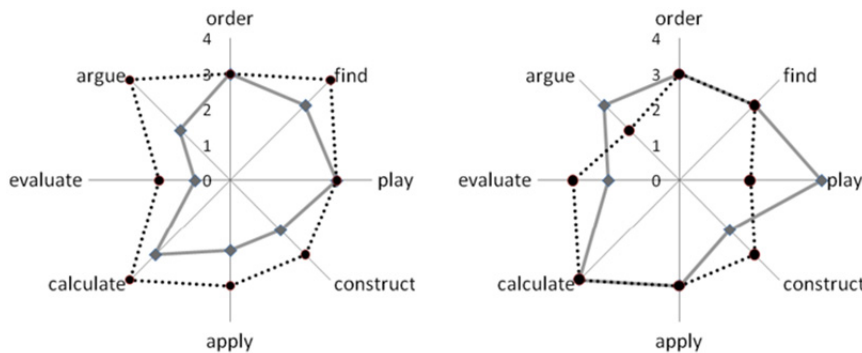 order
4
argue
3
find
2
1
evaluate
0
play
calculate
construct
apply
order
4
argue
3
find
2
1
evaluate
0
play
calculate
construct
apply